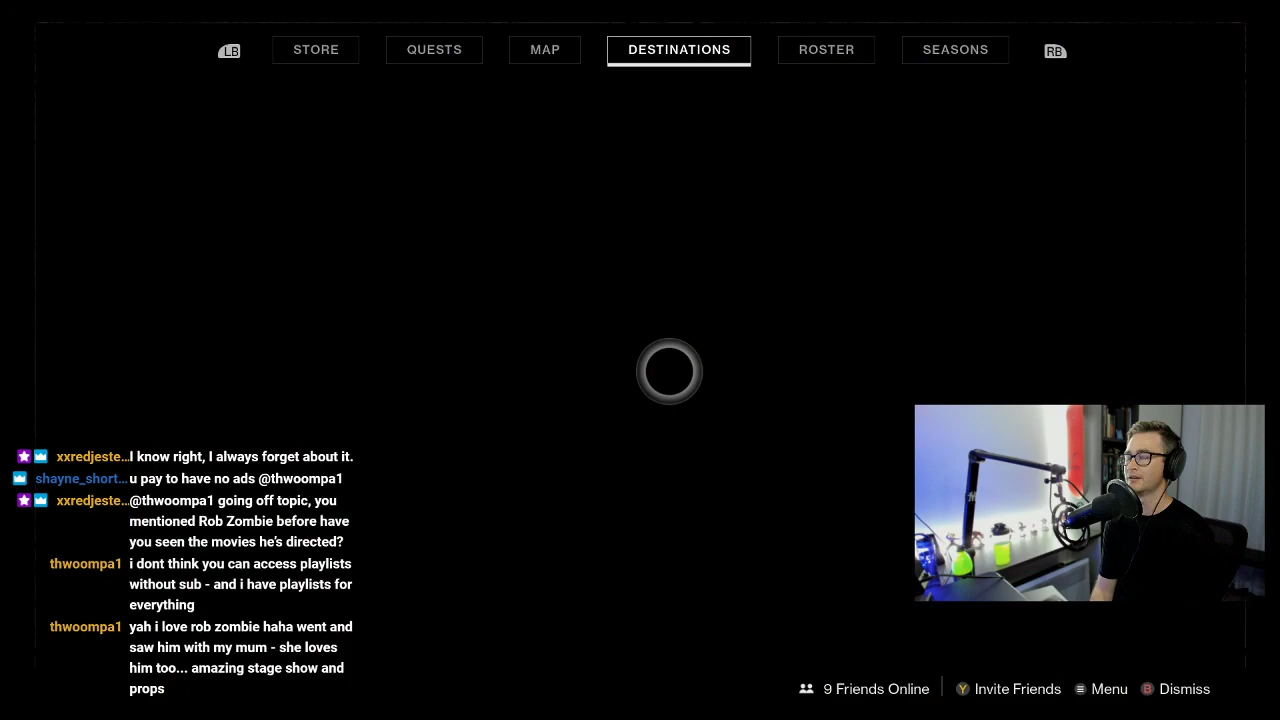 LB STORE QUESTS MAP DESTINATIONS ROSTER SEASONS RB
xxredjeste... I know right, I always forget about it.
shayne_short... u pay to have no ads @thwoompa1
xxredjeste... @thwoompa1 going off topic, you
mentioned Rob Zombie before have
you seen the movies he's directed?
thwoompa1 i dont think you can access playlists
without sub - and i have playlists for
everything
thwoompa1 yah i love rob zombie haha went and
saw him with my mum - she loves
him too... amazing stage show and
props
9 Friends Online Y Invite Friends Menu B Dismiss